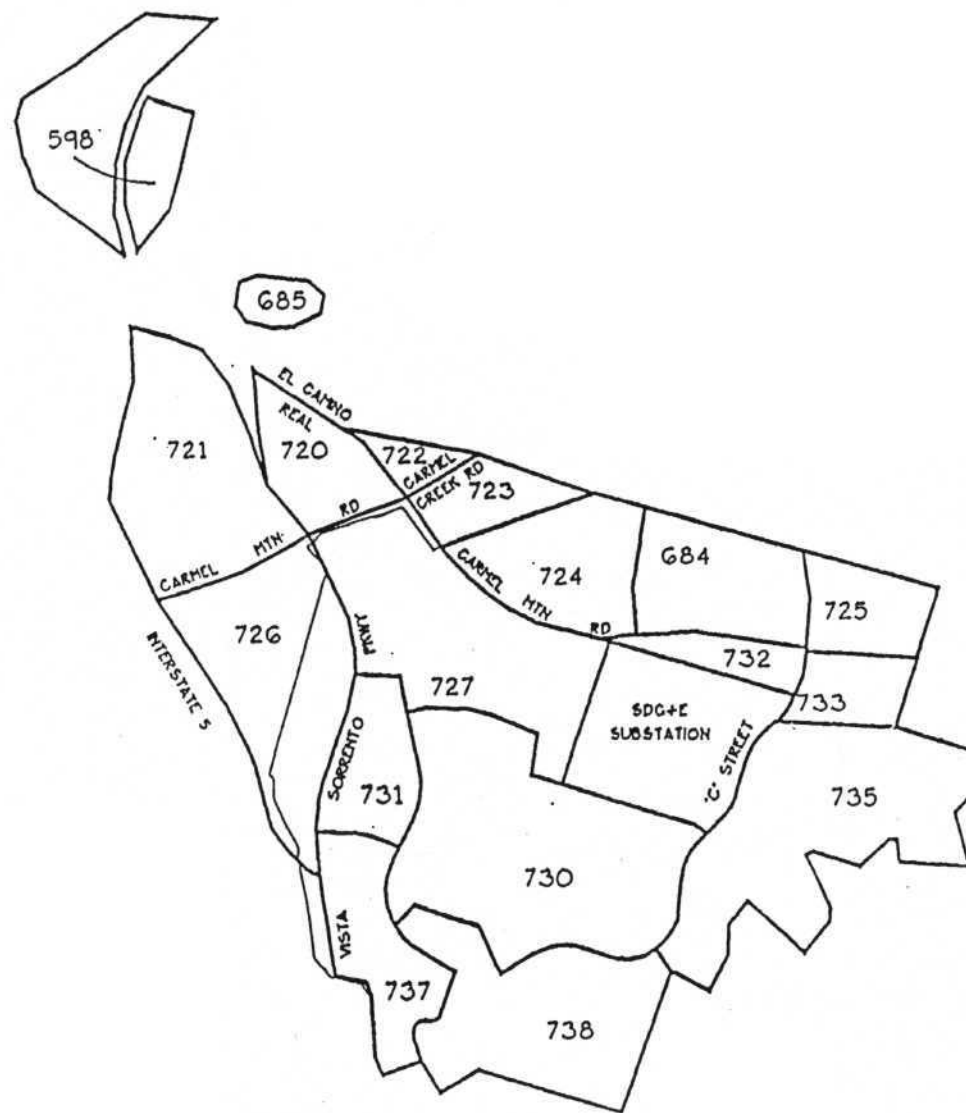 598
685
EL CAMINO
REAL
721
720
722
CARMEL
CREEK RD
723
CARMEL MTN RD
CARMEL MTN RD
724
684
725
726
PKWY
732
727
733
INTERSTATE 5
SDG+E
SUBSTATION
"C" STREET
SORRENTO
731
735
730
VISTA
737
738